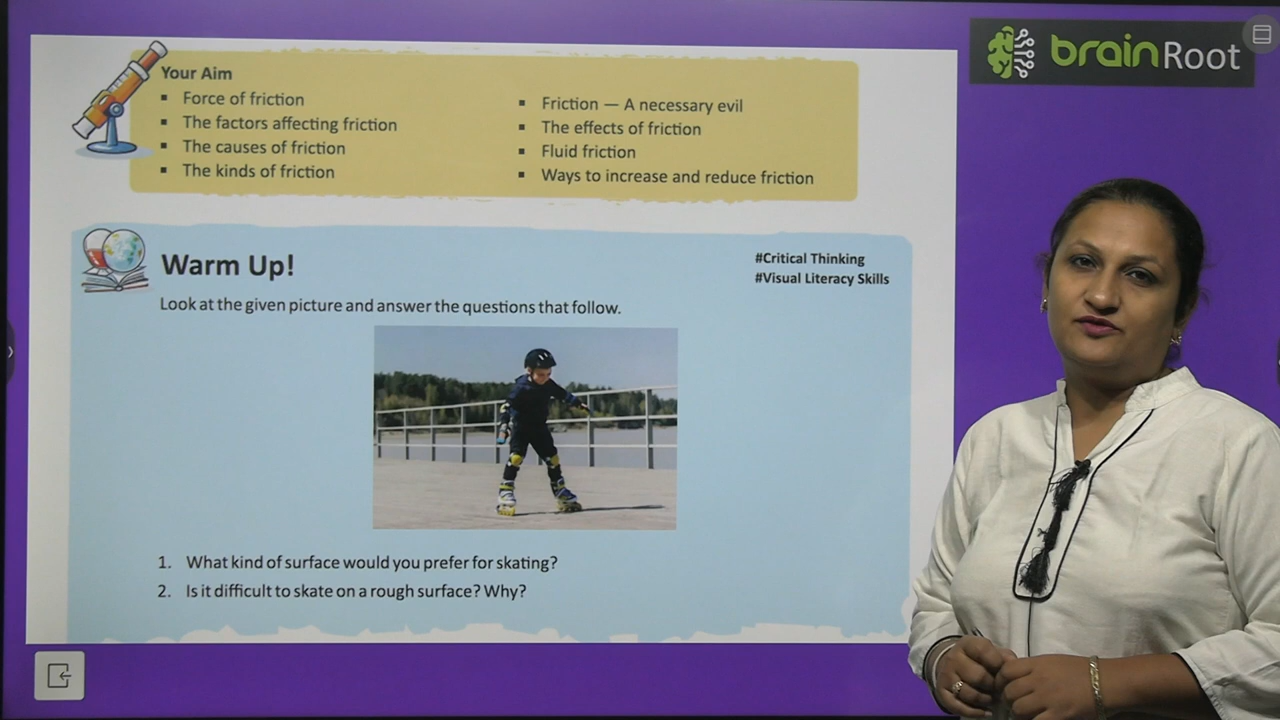 brainRoot
Your Aim
▪ Force of friction
▪ The factors affecting friction
▪ The causes of friction
▪ The kinds of friction
▪ Friction — A necessary evil
▪ The effects of friction
▪ Fluid friction
▪ Ways to increase and reduce friction
Warm Up!
#Critical Thinking
#Visual Literacy Skills
Look at the given picture and answer the questions that follow.
1. What kind of surface would you prefer for skating?
2. Is it difficult to skate on a rough surface? Why?